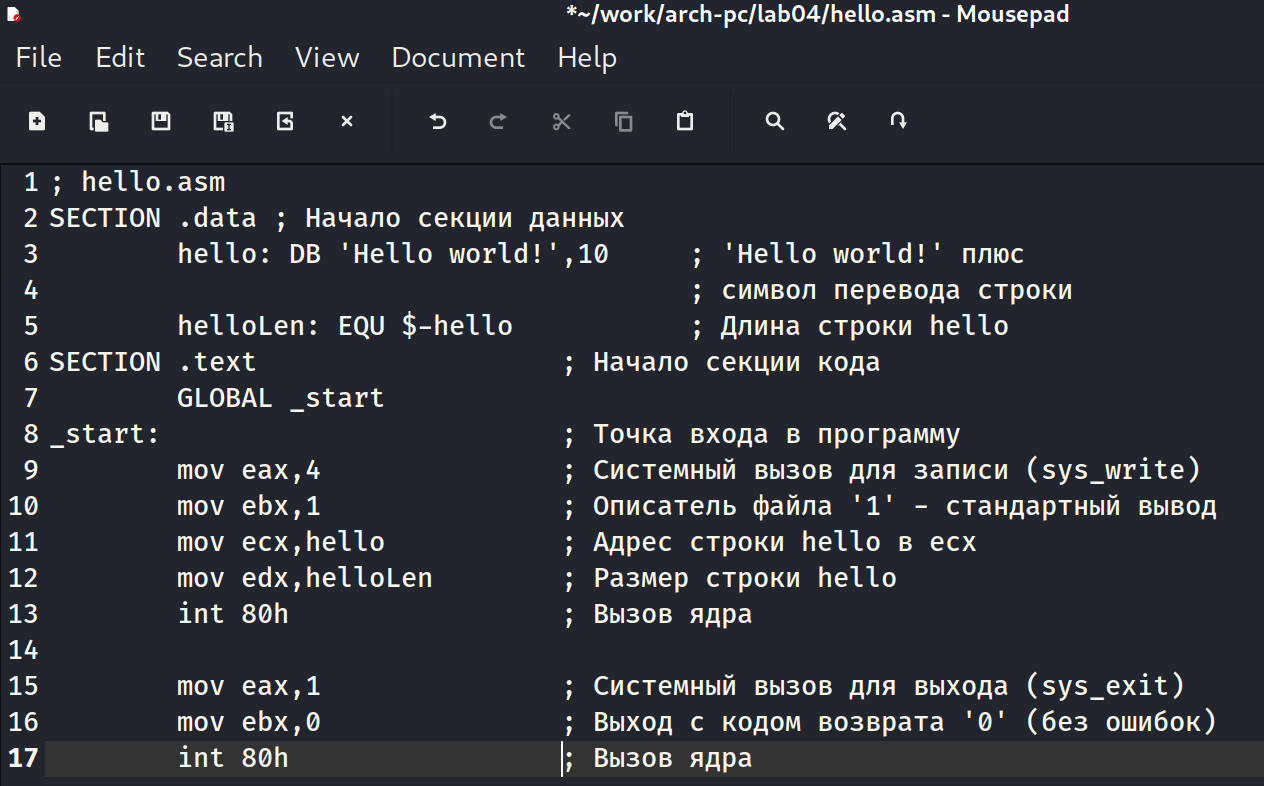 *~/work/arch-pc/lab04/hello.asm - Mousepad
File Edit Search View Document Help
1 ; hello.asm
2 SECTION .data ; Начало секции данных
3 hello: DB 'Hello world!',10 ; 'Hello world!' плюс
4 ; символ перевода строки
5 helloLen: EQU $-hello ; Длина строки hello
6 SECTION .text ; Начало секции кода
7 GLOBAL _start
8 _start: ; Точка входа в программу
9 mov eax,4 ; Системный вызов для записи (sys_write)
10 mov ebx,1 ; Описатель файла '1' - стандартный вывод
11 mov ecx,hello ; Адрес строки hello в ecx
12 mov edx,helloLen ; Размер строки hello
13 int 80h ; Вызов ядра
14
15 mov eax,1 ; Системный вызов для выхода (sys_exit)
16 mov ebx,0 ; Выход с кодом возврата '0' (без ошибок)
17 int 80h ; Вызов ядра